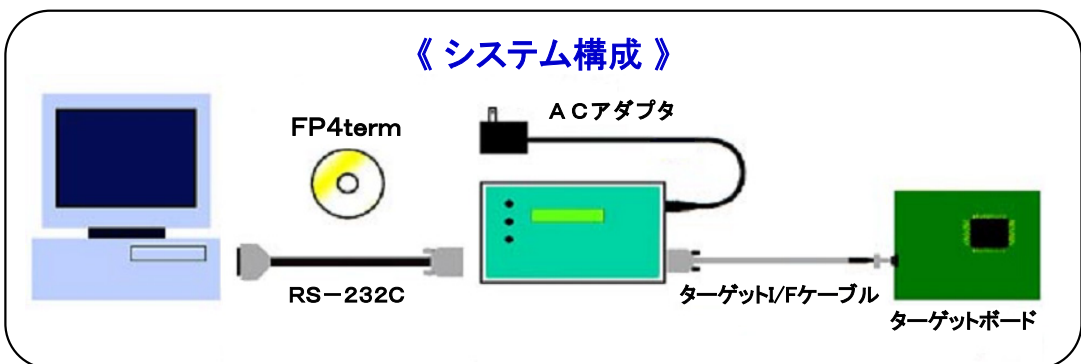 《 システム構成 》
ＡＣアダプタ
FP4term
RS－232C
ターゲットI/Fケーブル
ターゲットボード